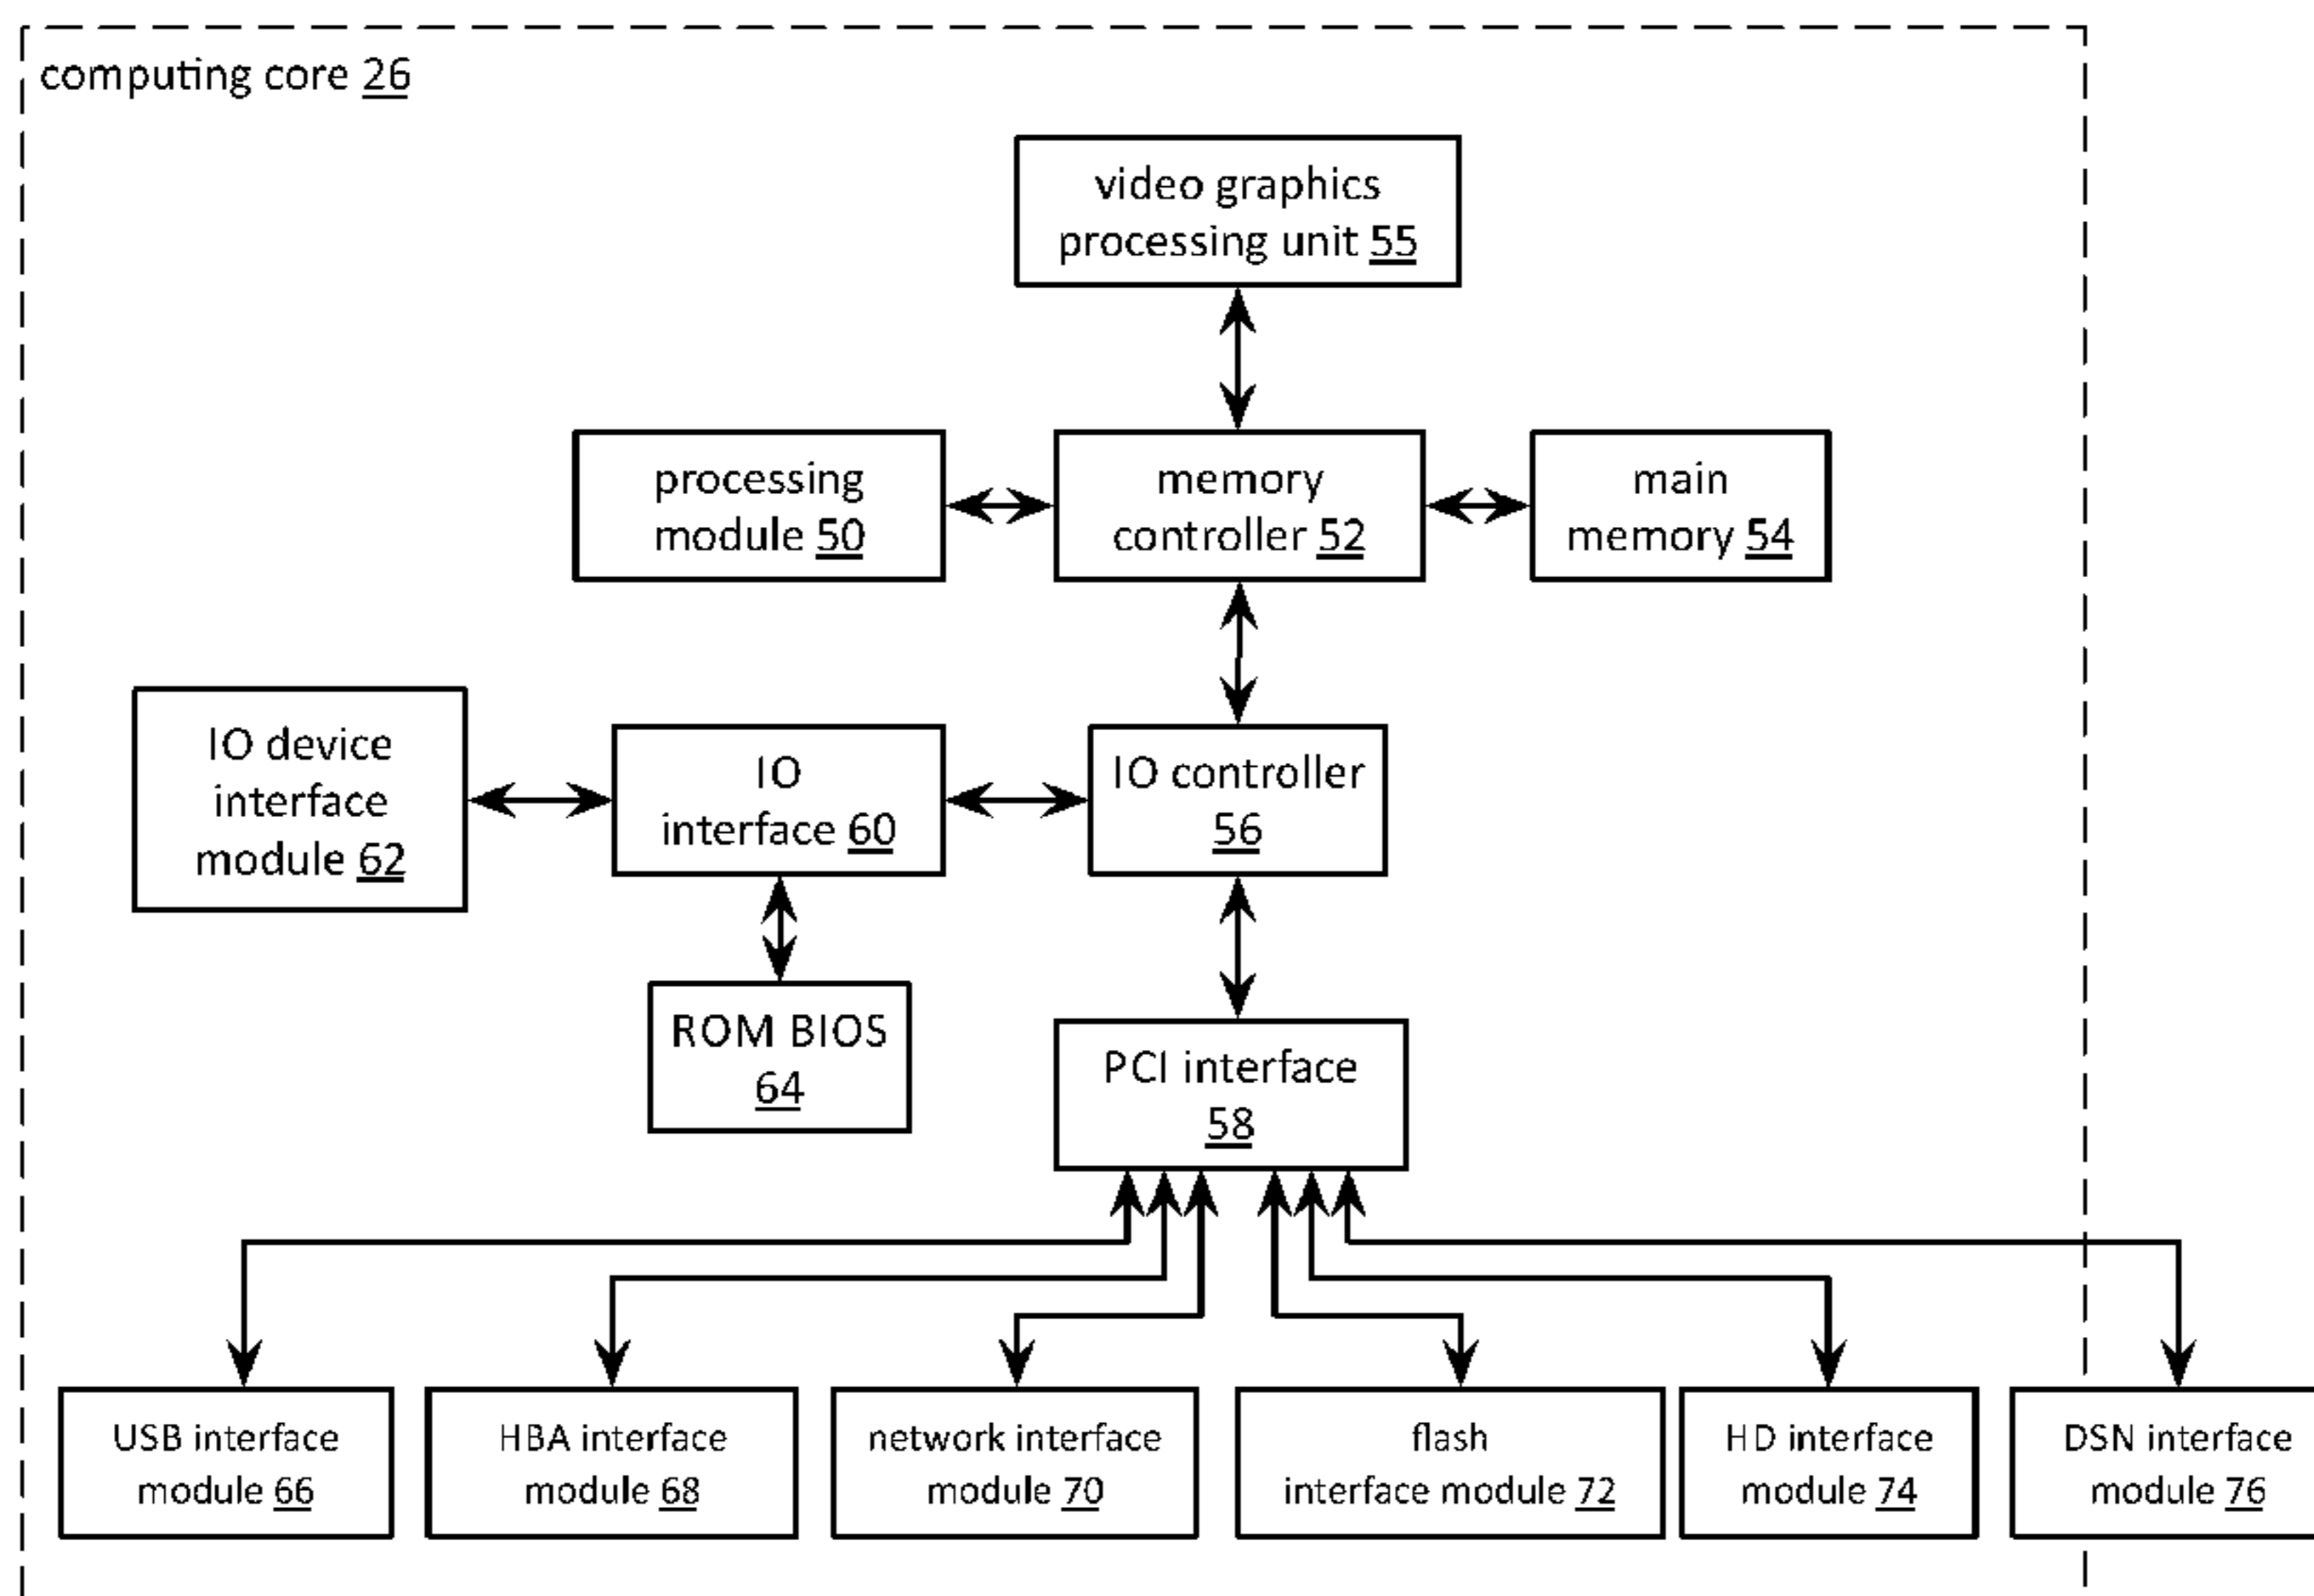 computing core 26
video graphics
processing unit 55
processing
module 50
memory
controller 52
main
memory 54
IO device
interface
module 62
IO
interface 60
IO controller
56
ROM BIOS
64
PCI interface
58
USB interface
module 66
HBA interface
module 68
network interface
module 70
flash
interface module 72
HD interface
module 74
DSN interface
module 76